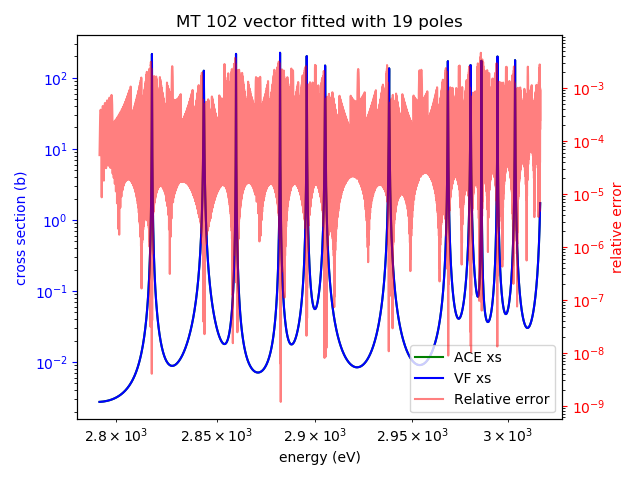 MT 102 vector fitted with 19 poles
cross section (b)
10²
10¹
10⁰
10⁻¹
10⁻²
10⁻³
10⁻⁴
10⁻⁵
10⁻⁶
10⁻⁷
10⁻⁸
10⁻⁹
relative error
ACE xs
VF xs
Relative error
2.8 × 10³ 2.85 × 10³ 2.9 × 10³ 2.95 × 10³ 3 × 10³
energy (eV)